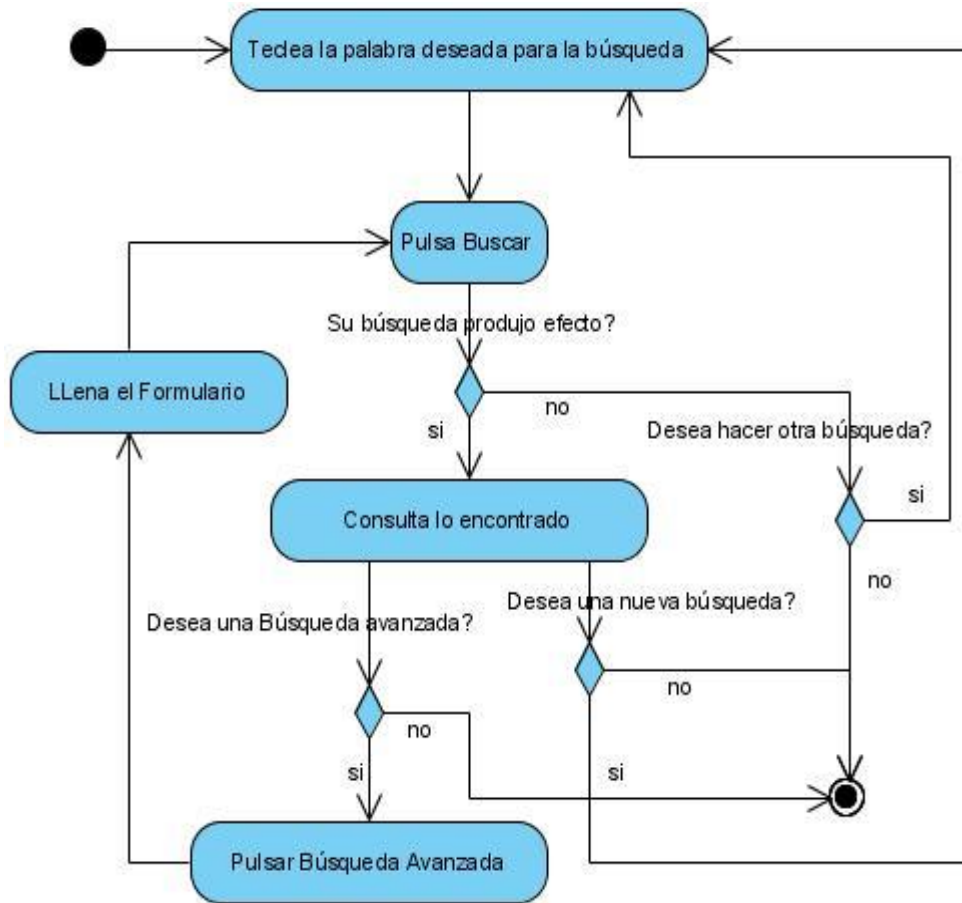 Teclea la palabra deseada para la búsqueda
Pulsa Buscar
Su búsqueda produjo efecto?
LLena el Formulario
no
si
Desea hacer otra búsqueda?
si
Consulta lo encontrado
no
Desea una nueva búsqueda?
Desea una Búsqueda avanzada?
no
no
si
si
Pulsar Búsqueda Avanzada